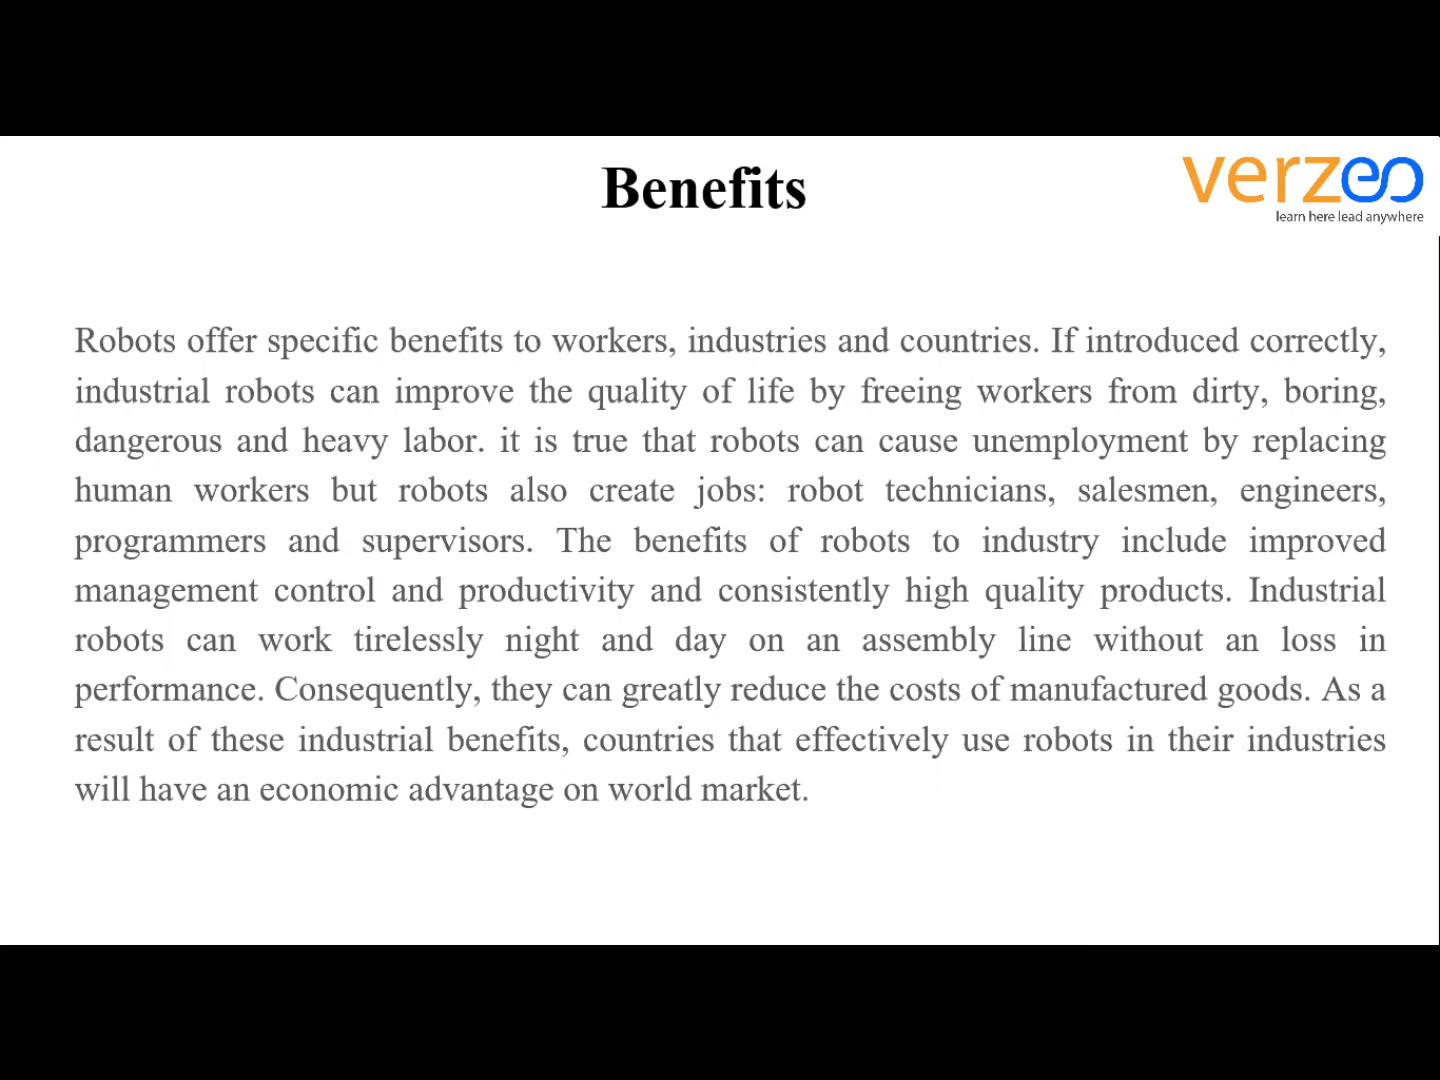 Benefits
verzeo
learn here lead anywhere
Robots offer specific benefits to workers, industries and countries. If introduced correctly,
industrial robots can improve the quality of life by freeing workers from dirty, boring,
dangerous and heavy labor. it is true that robots can cause unemployment by replacing
human workers but robots also create jobs: robot technicians, salesmen, engineers,
programmers and supervisors. The benefits of robots to industry include improved
management control and productivity and consistently high quality products. Industrial
robots can work tirelessly night and day on an assembly line without an loss in
performance. Consequently, they can greatly reduce the costs of manufactured goods. As a
result of these industrial benefits, countries that effectively use robots in their industries
will have an economic advantage on world market.